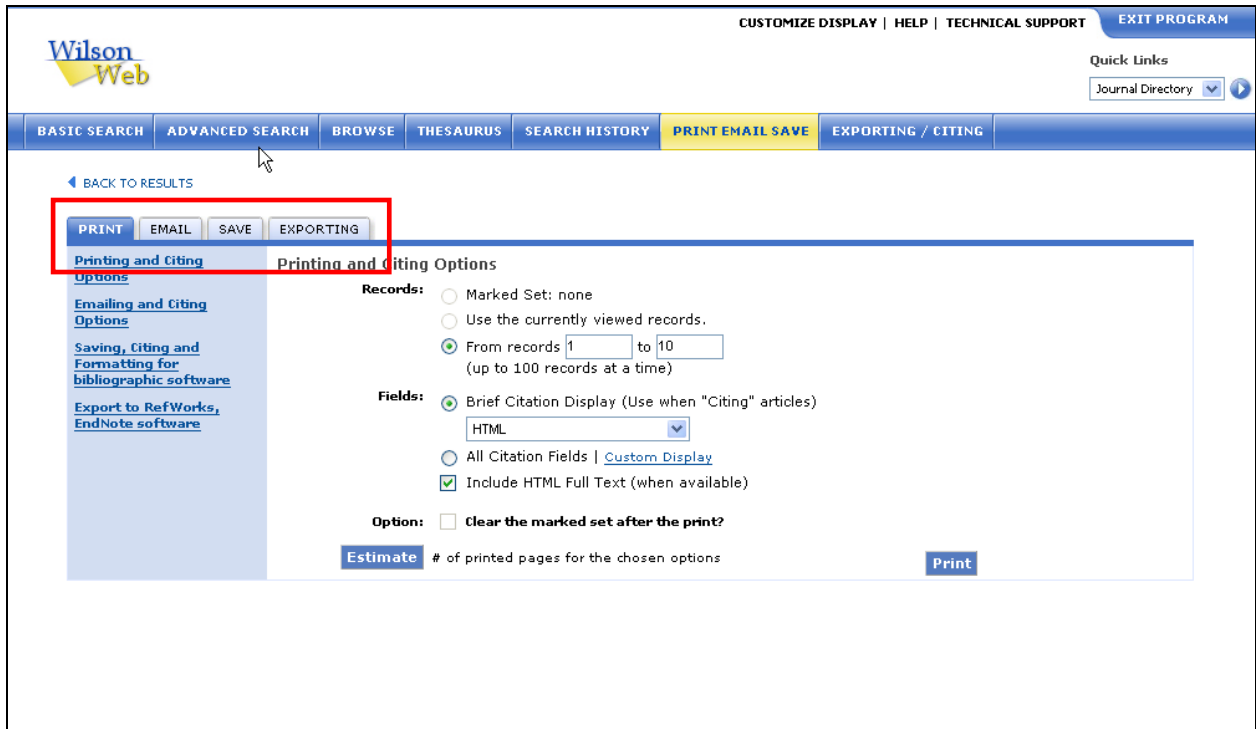 CUSTOMIZE DISPLAY | HELP | TECHNICAL SUPPORT
EXIT PROGRAM
Wilson
Web
Quick Links
Journal Directory
BASIC SEARCH ADVANCED SEARCH BROWSE THESAURUS SEARCH HISTORY PRINT EMAIL SAVE EXPORTING / CITING
BACK TO RESULTS
PRINT EMAIL SAVE EXPORTING
Printing and Citing
Options
Emailing and Citing
Options
Saving, Citing and
Formatting for
bibliographic software
Export to RefWorks,
EndNote software
Printing and Citing Options
Records: Marked Set: none
Use the currently viewed records.
From records 1 to 10
(up to 100 records at a time)
Fields: Brief Citation Display (Use when "Citing" articles)
HTML
All Citation Fields | Custom Display
Include HTML Full Text (when available)
Option: Clear the marked set after the print?
Estimate # of printed pages for the chosen options
Print